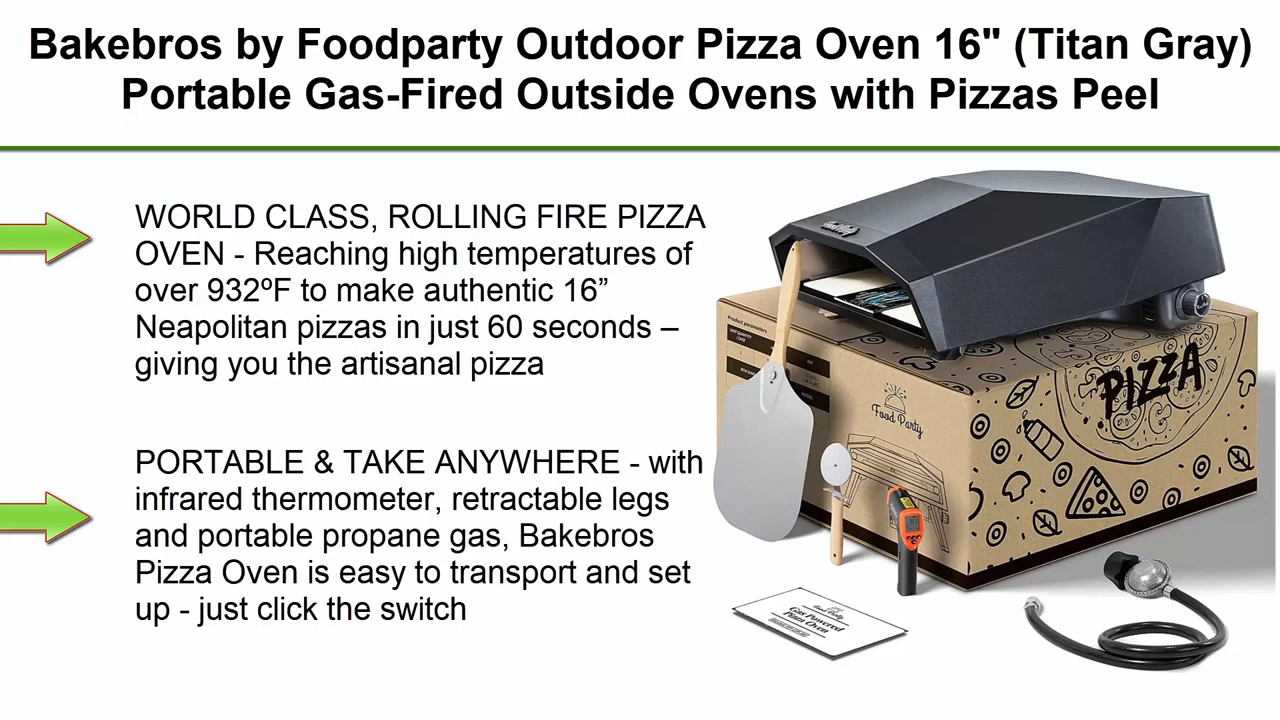 Bakebros by Foodparty Outdoor Pizza Oven 16" (Titan Gray)
Portable Gas-Fired Outside Ovens with Pizzas Peel
WORLD CLASS, ROLLING FIRE PIZZA
OVEN - Reaching high temperatures of
over 932ºF to make authentic 16”
Neapolitan pizzas in just 60 seconds –
giving you the artisanal pizza
PORTABLE & TAKE ANYWHERE - with
infrared thermometer, retractable legs
and portable propane gas, Bakebros
Pizza Oven is easy to transport and set
up - just click the switch
Product parameters
Food Party
PIZZA
Gas Powered
Pizza Oven